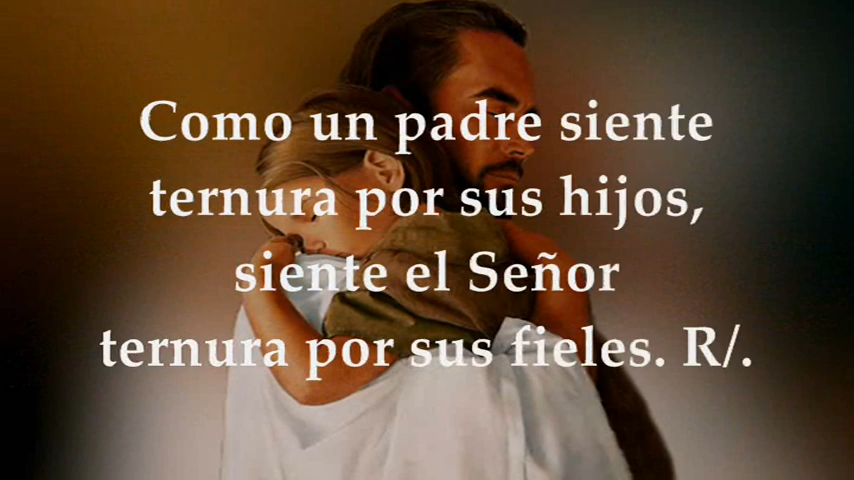 Como un padre siente
ternura por sus hijos,
siente el Señor
ternura por sus fieles. R/.